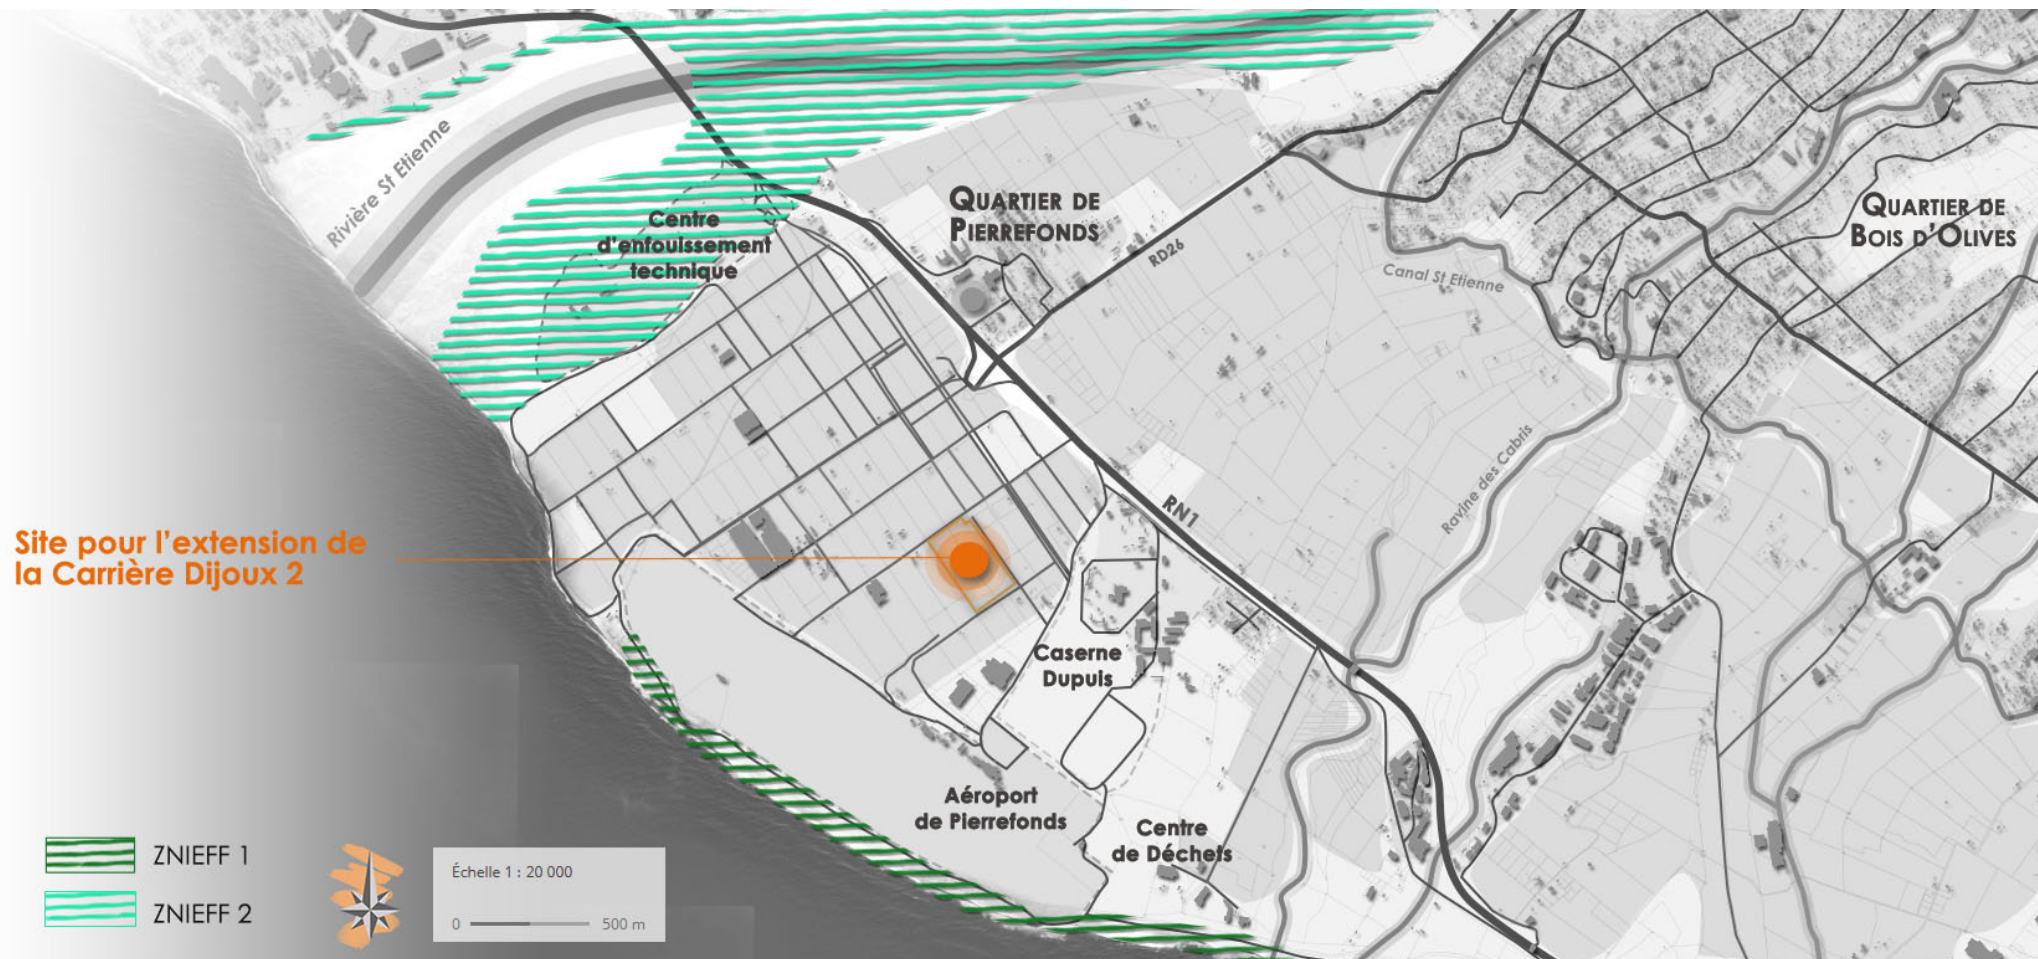 Rivière St Etienne
Centre
d'enfouissement
technique
QUARTIER DE
PIERREFONDS
RD26
Canal St Etienne
QUARTIER DE
BOIS D'OLIVES
Ravine des Cabris
RN1
Site pour l'extension de
la Carrière Dijoux 2
Caserne
Dupuis
Aéroport
de Pierrefonds
Centre
de Déchets
ZNIEFF 1
ZNIEFF 2
Échelle 1 : 20 000
0 500 m